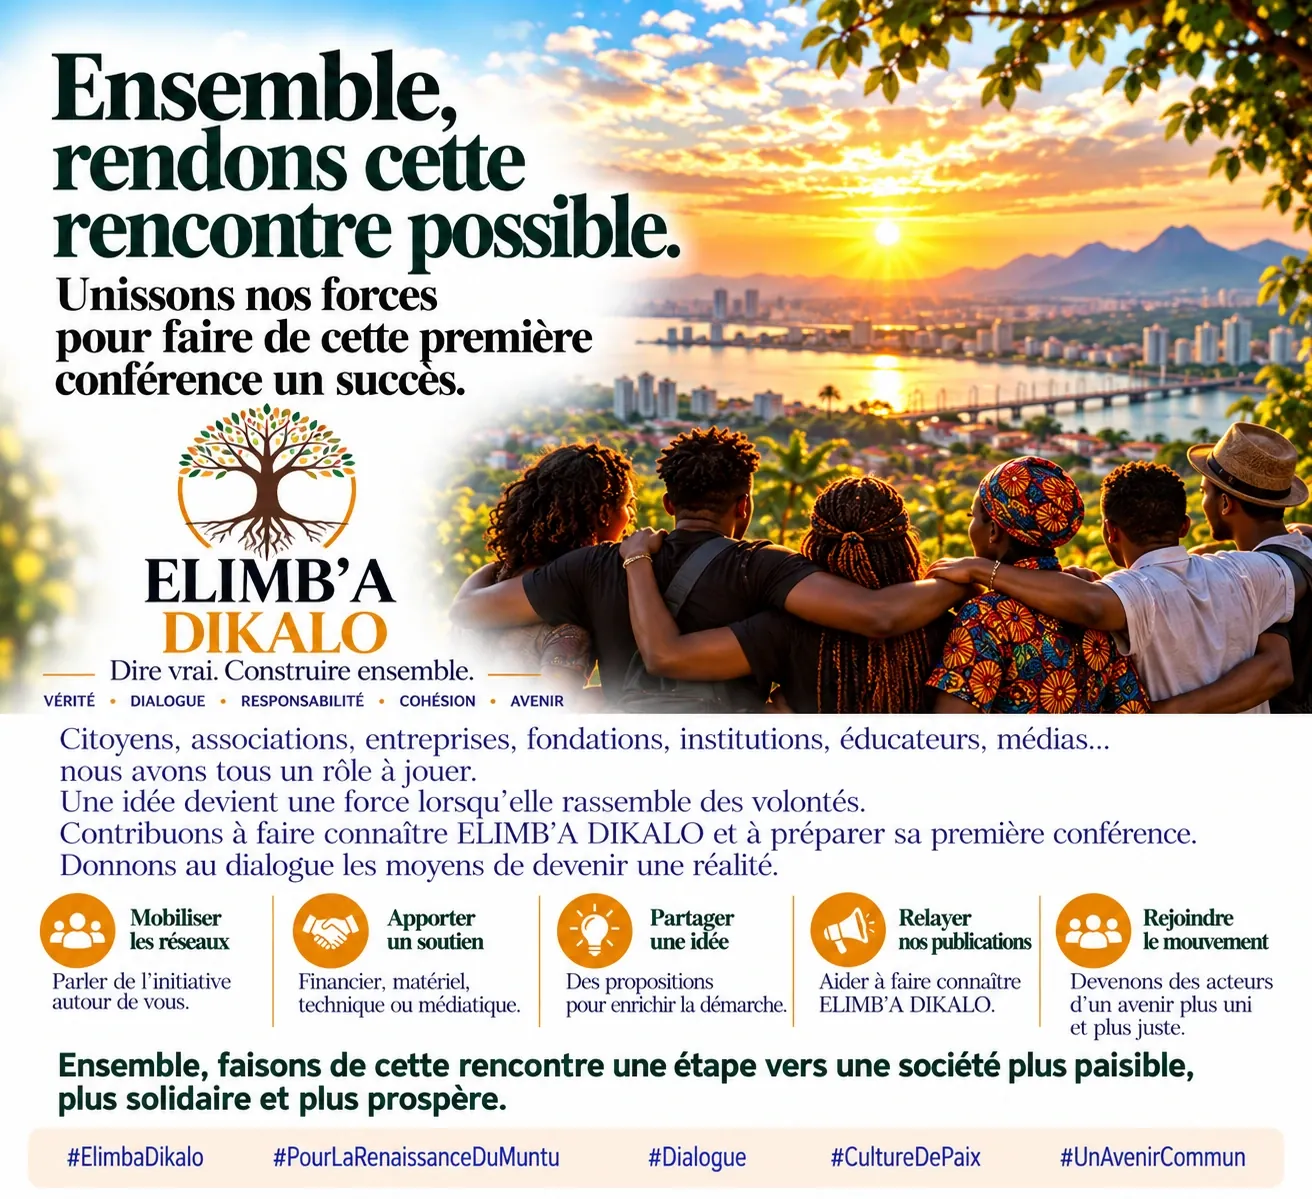 Ensemble,
rendons cette
rencontre possible.
Unissons nos forces
pour faire de cette première
conférence un succès.
ELIMB’A
DIKALO
Dire vrai. Construire ensemble.
VÉRITÉ • DIALOGUE • RESPONSABILITÉ • COHÉSION • AVENIR
Citoyens, associations, entreprises, fondations, institutions, éducateurs, médias...
nous avons tous un rôle à jouer.
Une idée devient une force lorsqu’elle rassemble des volontés.
Contribuons à faire connaître ELIMB’A DIKALO et à préparer sa première conférence.
Donnons au dialogue les moyens de devenir une réalité.
Mobiliser
les réseaux
Parler de l’initiative
autour de vous.
Apporter
un soutien
Financier, matériel,
technique ou médiatique.
Partager
une idée
Des propositions
pour enrichir la démarche.
Relayer
nos publications
Aider à faire connaître
ELIMB’A DIKALO.
Rejoindre
le mouvement
Devenons des acteurs
d’un avenir plus uni
et plus juste.
Ensemble, faisons de cette rencontre une étape vers une société plus paisible,
plus solidaire et plus prospère.
#ElimbaDikalo #PourLaRenaissanceDuMuntu #Dialogue #CultureDePaix #UnAvenirCommun